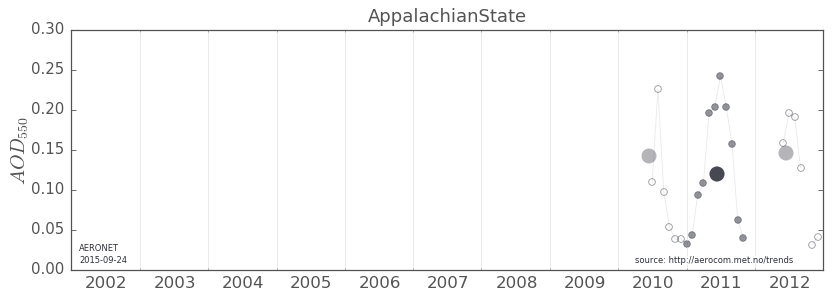 AppalachianState
0.30
0.25
0.20
0.15
0.10
0.05
0.00
AOD550
AERONET
2015-09-24
source: http://aerocom.met.no/trends
2002 2003 2004 2005 2006 2007 2008 2009 2010 2011 2012